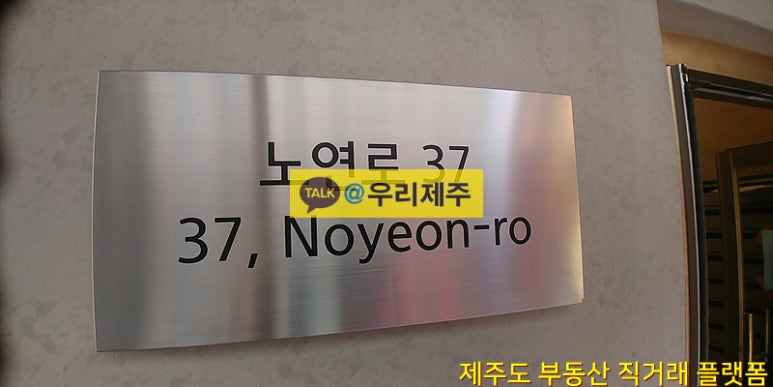 노연로 37
TALK @우리제주
37, Noyeon-ro
제주도 부동산 직거래 플랫폼